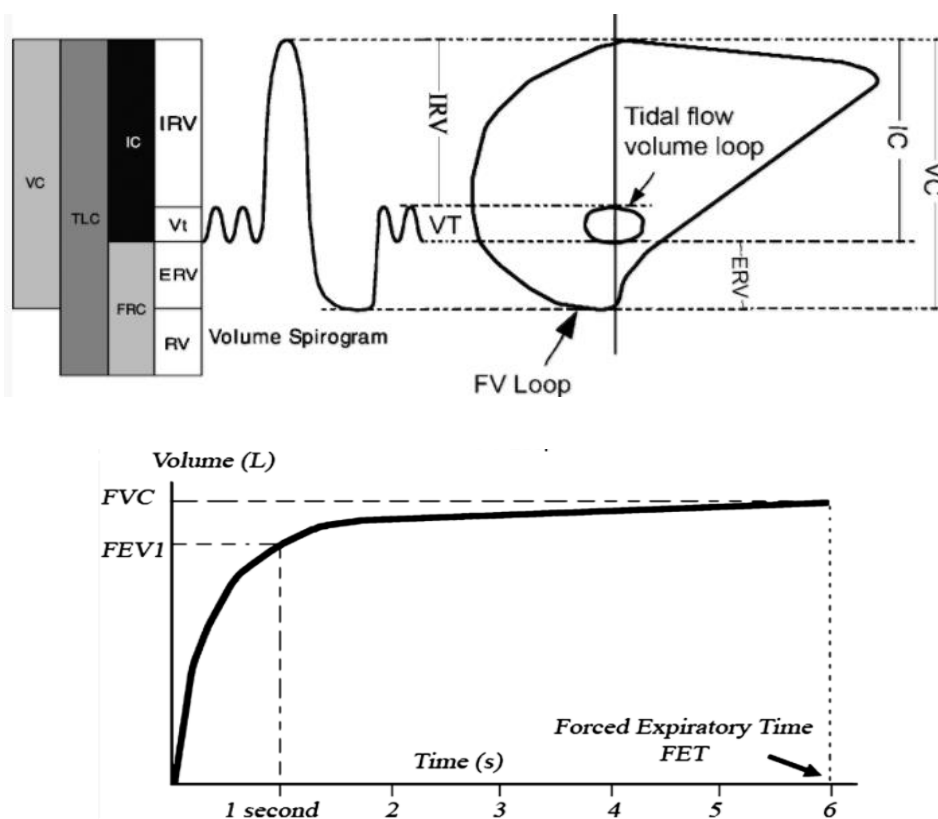 VC
TLC
IC
FRC
IRV
Vt
ERV
RV
Volume Spirogram
IRV
VT
Tidal flow
volume loop
FV Loop
ERV
IC
VC
Volume (L)
FVC
FEV1
Time (s)
Forced Expiratory Time
FET
1 second 2 3 4 5 6